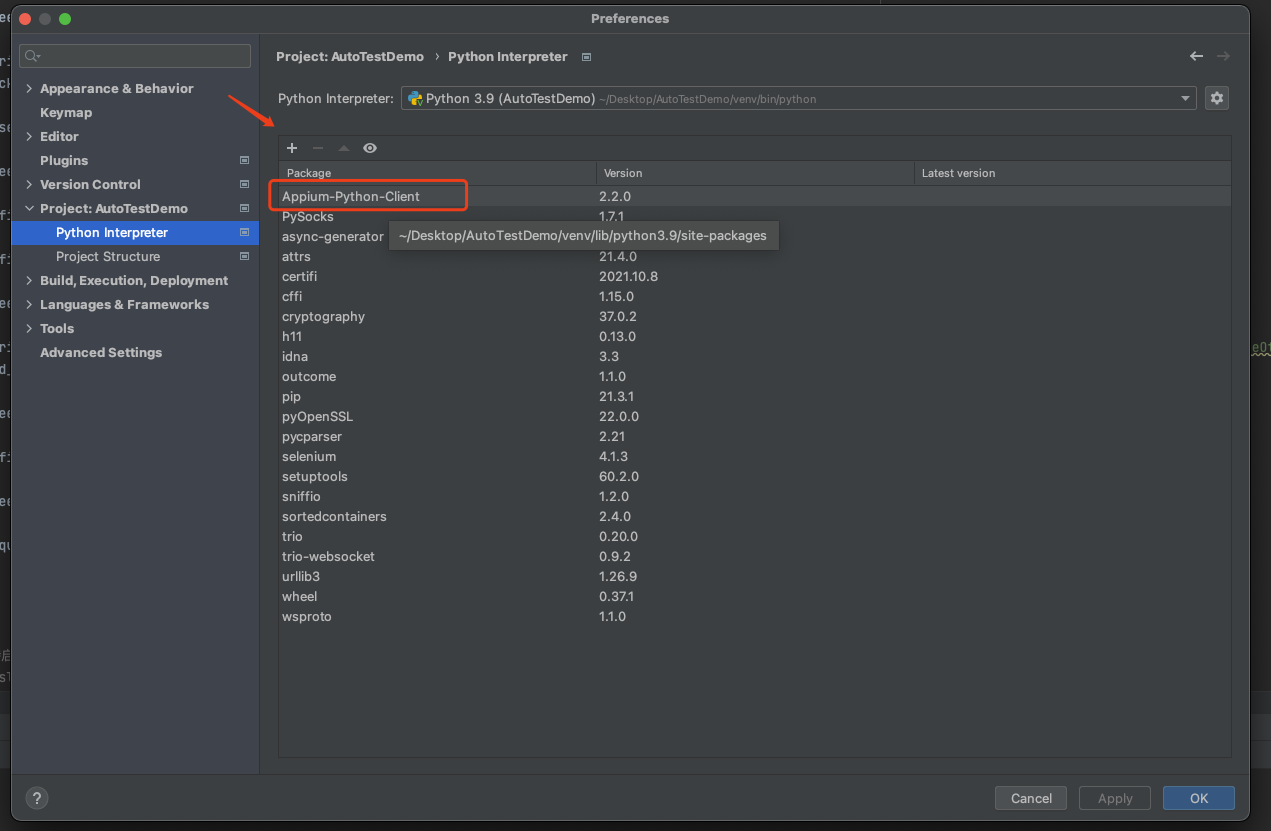 Preferences
Project: AutoTestDemo › Python Interpreter
Appearance & Behavior
Keymap
Editor
Plugins
Version Control
Project: AutoTestDemo
Python Interpreter
Project Structure
Build, Execution, Deployment
Languages & Frameworks
Tools
Advanced Settings
Python Interpreter: Python 3.9 (AutoTestDemo) ~/Desktop/AutoTestDemo/venv/bin/python
Package Version Latest version
Appium-Python-Client 2.2.0
PySocks 1.7.1
async-generator ~/Desktop/AutoTestDemo/venv/lib/python3.9/site-packages
attrs 21.4.0
certifi 2021.10.8
cffi 1.15.0
cryptography 37.0.2
h11 0.13.0
idna 3.3
outcome 1.1.0
pip 21.3.1
pyOpenSSL 22.0.0
pycparser 2.21
selenium 4.1.3
setuptools 60.2.0
sniffio 1.2.0
sortedcontainers 2.4.0
trio 0.20.0
trio-websocket 0.9.2
urllib3 1.26.9
wheel 0.37.1
wsproto 1.1.0
?
Cancel Apply OK